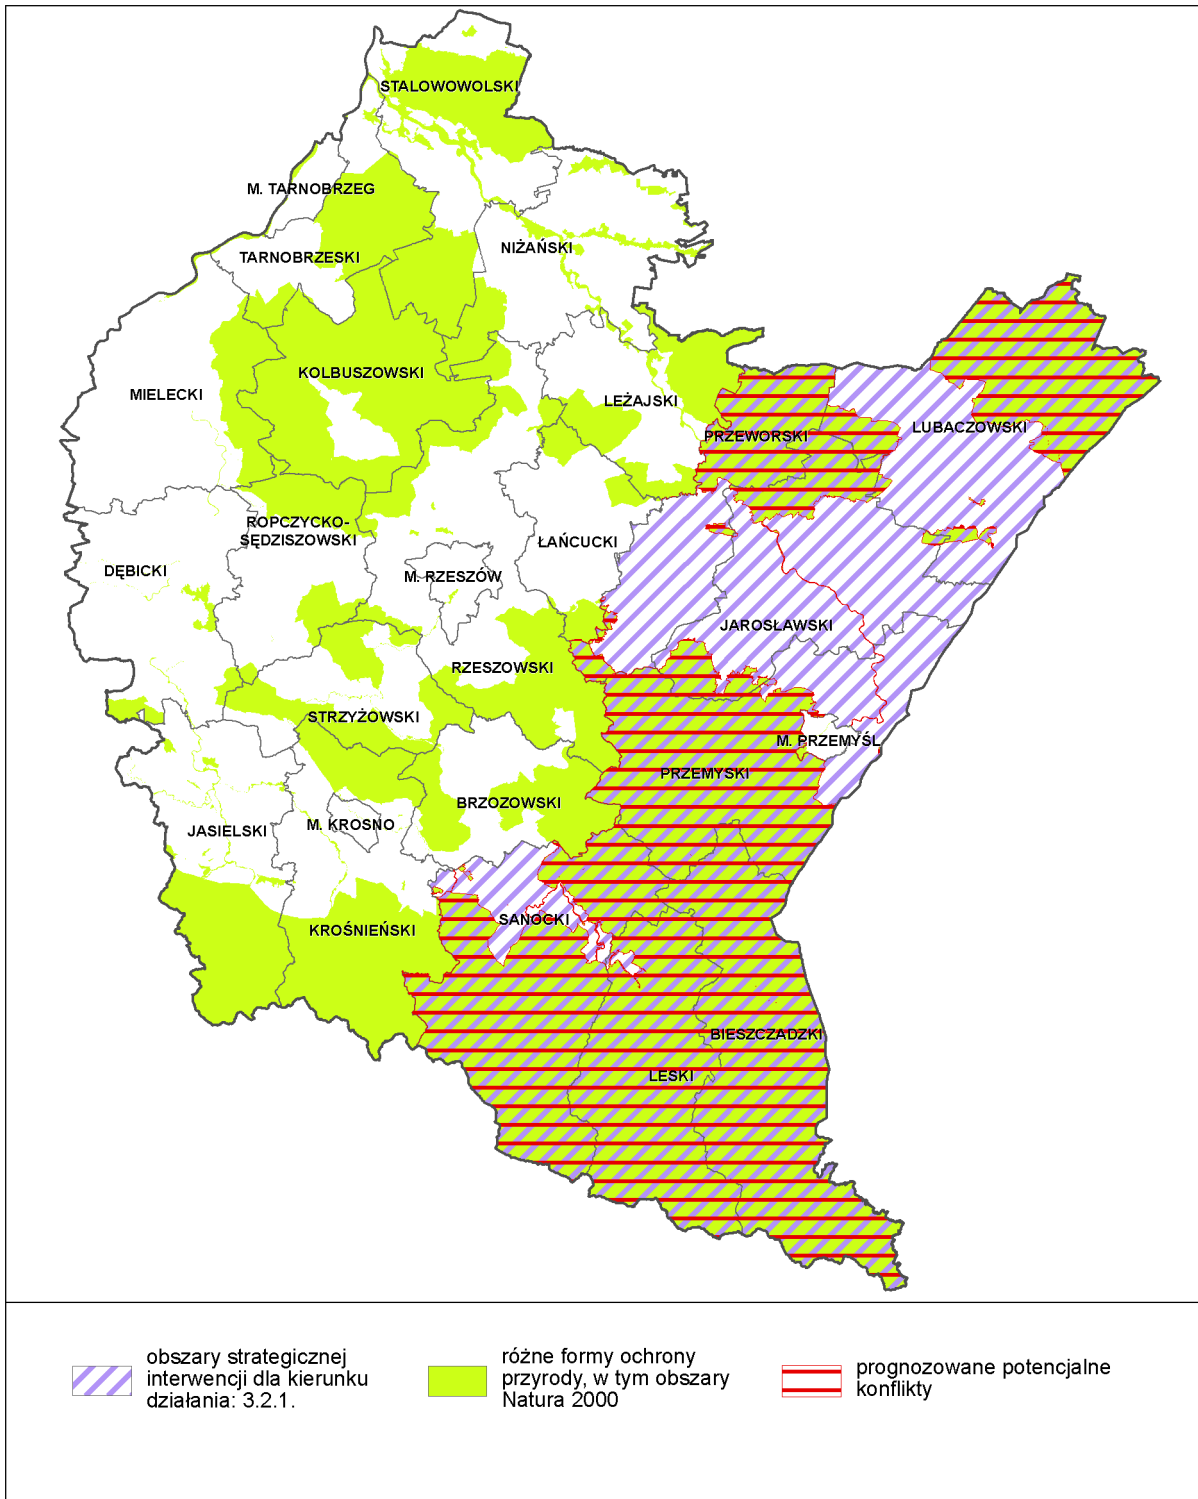 STALOWOWOLSKI
M. TARNOBRZEG
NIŻAŃSKI
TARNOBRZESKI
KOLBUSZOWSKI
MIELECKI
LEŻAJSKI
LUBACZOWSKI
PRZEWORSKI
ROPCZYCKO-
SĘDZISZOWSKI
ŁAŃCUCKI
DĘBICKI
M. RZESZÓW
JAROSŁAWSKI
RZESZOWSKI
STRZYŻOWSKI
M. PRZEMYŚL
PRZEMYSKI
BRZOZOWSKI
M. KROSNO
JASIELSKI
SANOCKI
KROŚNIEŃSKI
BIESZCZADZKI
LESKI
obszary strategicznej
interwencji dla kierunku
działania: 3.2.1.
różne formy ochrony
przyrody, w tym obszary
Natura 2000
prognozowane potencjalne
konflikty